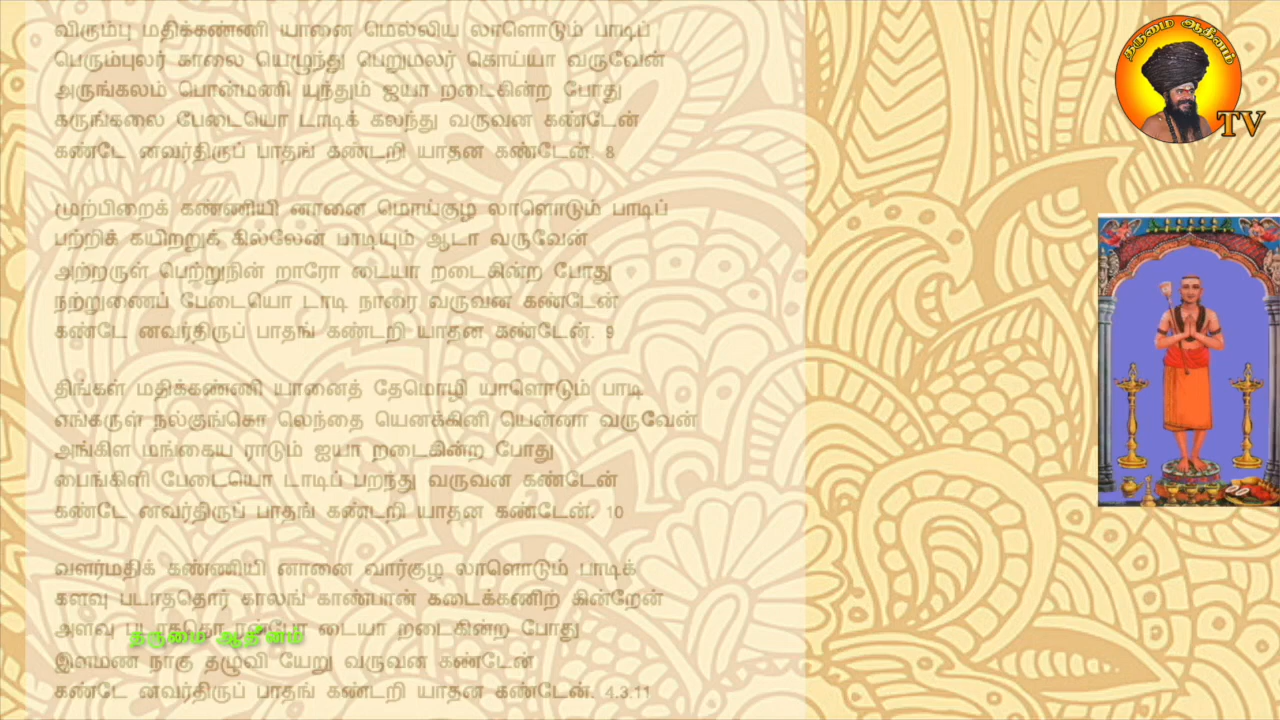 விரும்பு மதிக்கண்ணி யானை மெல்லிய லாளொடும் பாடிப்
பெரும்புலர் காலை யெழுந்து பெறுமலர் கொய்யா வருவேன்
அருங்கலம் பொன்மணி யுந்தும் ஐயா றடைகின்ற போது
கருங்கலை பேடையொ டாடிக் கலந்து வருவன கண்டேன்
கண்டே னவர்திருப் பாதங் கண்டறி யாதன கண்டேன். 8
முற்பிறைக் கண்ணியி னானை மொய்குழ லாளொடும் பாடிப்
பற்றிக் கயிறறுக் கில்லேன் பாடியும் ஆடா வருவேன்
அற்றருள் பெற்றுநின் றாரோ டையா றடைகின்ற போது
நற்றுணைப் பேடையொ டாடி நாரை வருவன கண்டேன்
கண்டே னவர்திருப் பாதங் கண்டறி யாதன கண்டேன். 9
திங்கள் மதிக்கண்ணி யானைத் தேமொழி யாளொடும் பாடி
எங்கருள் நல்குங்கொ லெந்தை யெனக்கினி யென்னா வருவேன்
அங்கிள மங்கைய ராடும் ஐயா றடைகின்ற போது
பைங்கிளி பேடையொ டாடிப் பறந்து வருவன கண்டேன்
கண்டே னவர்திருப் பாதங் கண்டறி யாதன கண்டேன். 10
வளர்மதிக் கண்ணியி னானை வார்குழ லாளொடும் பாடிக்
களவு படாததொர் காலங் காண்பான் கடைக்கணிற் கின்றேன்
அளவு டையா றடைகின்ற போது
இளமண நாகு தழுவி யேறு வருவன கண்டேன்
கண்டே னவர்திருப் பாதங் கண்டறி யாதன கண்டேன். 4.3.11
தருமை ஆதீனம்
தருமை ஆதீனம்
TV